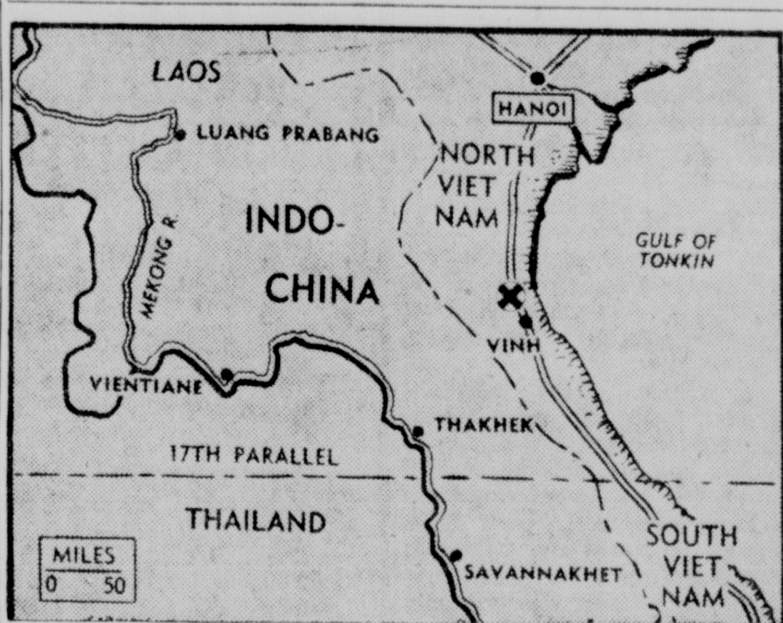 LAOS
HANOI
LUANG PRABANG
NORTH
VIET
NAM
INDO-
CHINA
GULF OF
TONKIN
MEKONG R.
VINH
VIENTIANE
THAKHEK
17TH PARALLEL
THAILAND
SOUTH
VIET
NAM
MILES
0 50
SAVANNAKHET